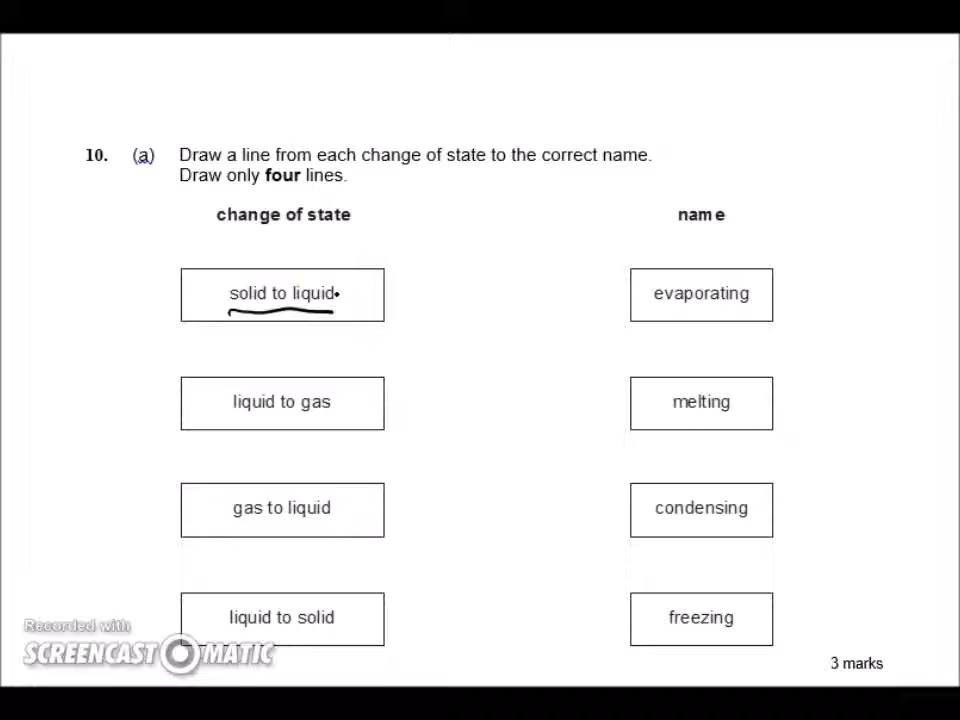 10. (a) Draw a line from each change of state to the correct name.
Draw only four lines.
change of state name
solid to liquid evaporating
liquid to gas melting
gas to liquid condensing
liquid to solid freezing
Recorded with
SCREENCAST-O-MATIC
3 marks